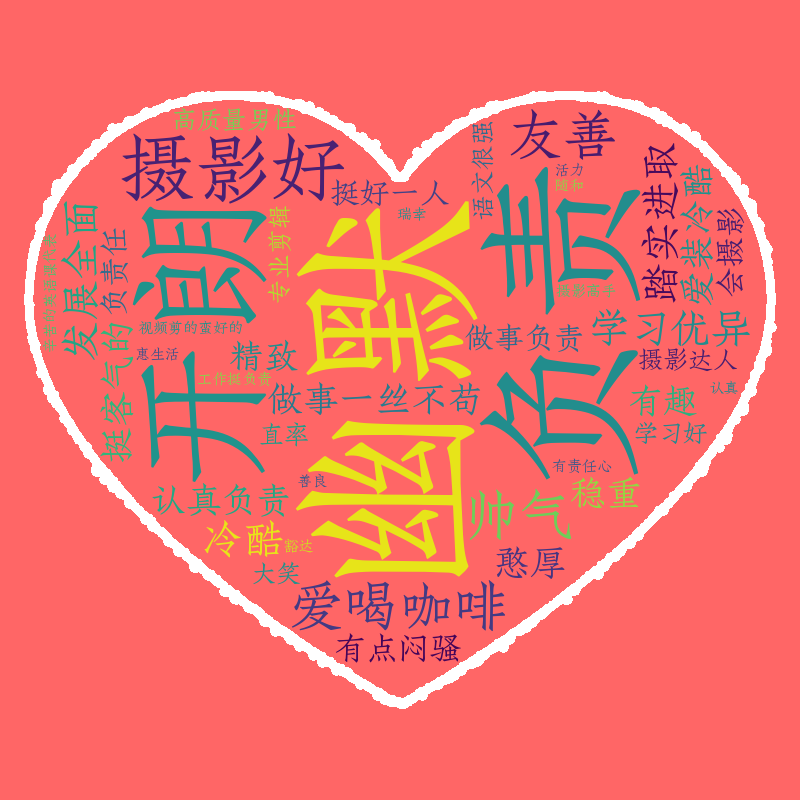 高质量男性
摄影好
挺好一人
瑞幸
语文很强
友善
活力
随和
踏实进取
爱装冷酷
会摄影
发展全面
负责任
开朗
专业剪辑
幽默
负责
视频剪的蛮好的
惠生活
精致
做事负责
学习优异
摄影达人
认真
挺客气的
工作挺负责
做事一丝不苟
有趣
直率
学习好
有责任心
善良
认真负责
帅气
稳重
冷酷
豁达
大笑
憨厚
爱喝咖啡
有点闷骚